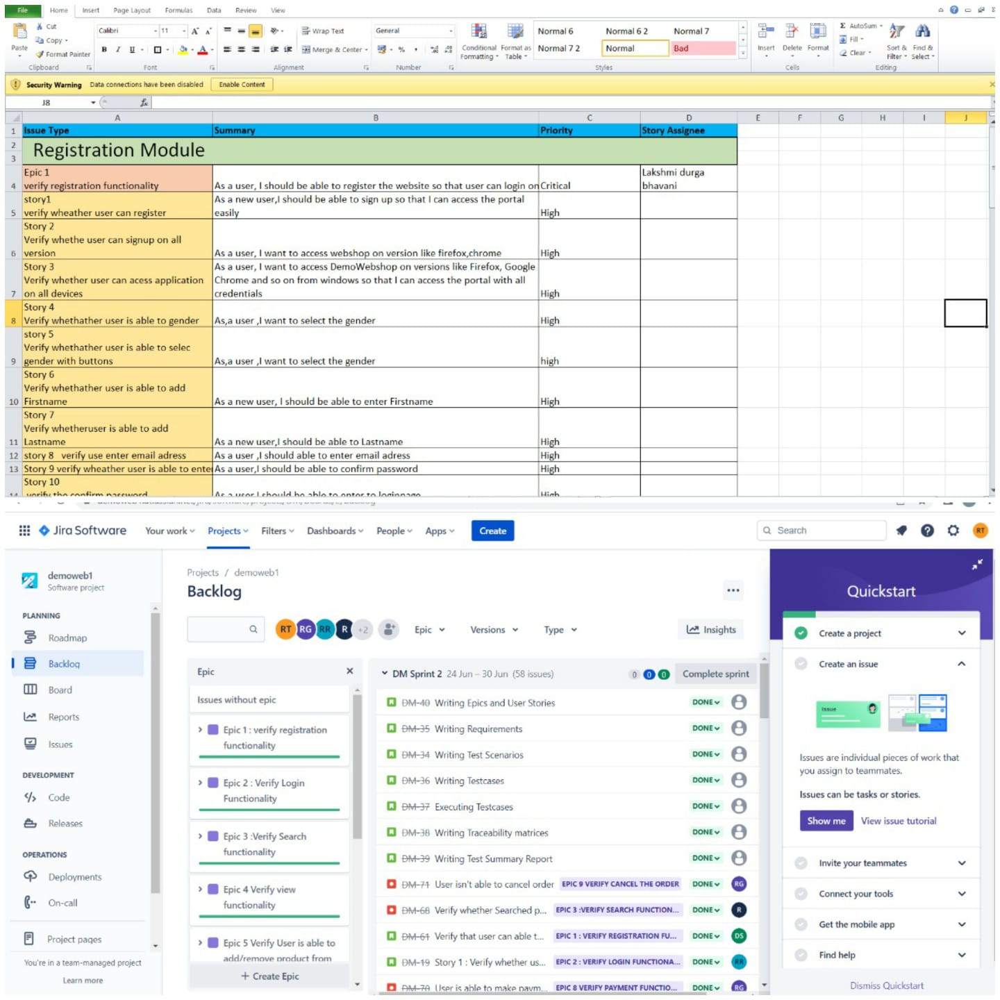 File Home Insert Page Layout Formulas Data Review View
Cut
Copy
Format Painter
Paste
Calibri 11
B I U
Wrap Text
Merge & Center
General
Conditional Formatting
Format as Table
Normal 6 Normal 6 2 Normal 7
Normal 7 2 Normal Bad
Insert Delete Format
Σ AutoSum
Fill
Clear
Sort & Filter
Find & Select
Clipboard Font Alignment Number Styles Cells Editing
Security Warning Data connections have been disabled Enable Content
J8 fx
A B C D E F G H I J
1 Issue Type Summary Priority Story Assignee
2
3
Registration Module
Epic 1 Lakshmi durga
4 verify registration functionality As a user, I should be able to register the website so that user can login on Critical bhavani
story1 As a new user,I should be able to sign up so that I can access the portal
5 verify wheather user can register easily High
Story 2
Verify whethe user can signup on all
6 version As a user, I want to access webshop on version like firefox,chrome High
Story 3 As a user, I want to access DemoWebshop on versions like Firefox, Google
Verify whether user can acess application Chrome and so on from windows so that I can access the portal with all
7 on all devices credentials High
Story 4
8 Verify whethather user is able to gender As,a user ,I want to select the gender High
story 5
Verify whethather user is able to selec
9 gender with buttons As,a user ,I want to select the gender high
Story 6
Verify whethather user is able to add
10 Firstname As a new user, I should be able to enter Firstname High
Story 7
Verify whetheruser is able to add
11 Lastname As a new user,I should be able to Lastname High
12 story 8 verify use enter email adress As a user ,I should able to enter email adress High
13 Story 9 verify wheather user is able to ente As a user,I should be able to confirm password High
Story 10
14 verify the confirm password As a user I should be able to enter to loginpage High
Jira Software Your work Projects Filters Dashboards People Apps Create Search RT
demoweb1
Software project
PLANNING
Roadmap
Backlog
Board
Reports
Issues
DEVELOPMENT
Code
Releases
OPERATIONS
Deployments
On-call
Project pages
You're in a team-managed project
Learn more
Projects / demoweb1
Backlog
RT RG RR R +2 Epic Versions Type Insights
Epic
Issues without epic
Epic 1 : verify registration
functionality
Epic 2 : Verify Login
Functionality
Epic 3 :Verify Search
functionality
Epic 4 Verify view
functionality
Epic 5 Verify User is able to
add/remove product from
+ Create Epic
DM Sprint 2 24 Jun – 30 Jun (58 issues) 0 0 0 Complete sprint
DM-40 Writing Epics and User Stories DONE
DM-35 Writing Requirements DONE
DM-34 Writing Test Scenarios DONE
DM-36 Writing Testcases DONE
DM-37 Executing Testcases DONE
DM-38 Writing Traceability matrices DONE
DM-39 Writing Test Summary Report DONE
DM-71 User isn't able to cancel order EPIC 9 VERIFY CANCEL THE ORDER DONE RG
DM-68 Verify whether Searched p... EPIC 3 :VERIFY SEARCH FUNCTION... DONE R
DM-61 Verify that user can able t... EPIC 1 : VERIFY REGISTRATION FU... DONE DS
DM-19 Story 1 : Verify whether us... EPIC 2 : VERIFY LOGIN FUNCTIONA... DONE RR
DM-70 User is able to make paym... EPIC 8 VERIFY PAYMENT FUNCTIO... DONE RG
Quickstart
Create a project
Create an issue
Issue
Issues are individual pieces of work that
you assign to teammates.
Issues can be tasks or stories.
Show me View issue tutorial
Invite your teammates
Connect your tools
Get the mobile app
Find help
Dismiss Quickstart